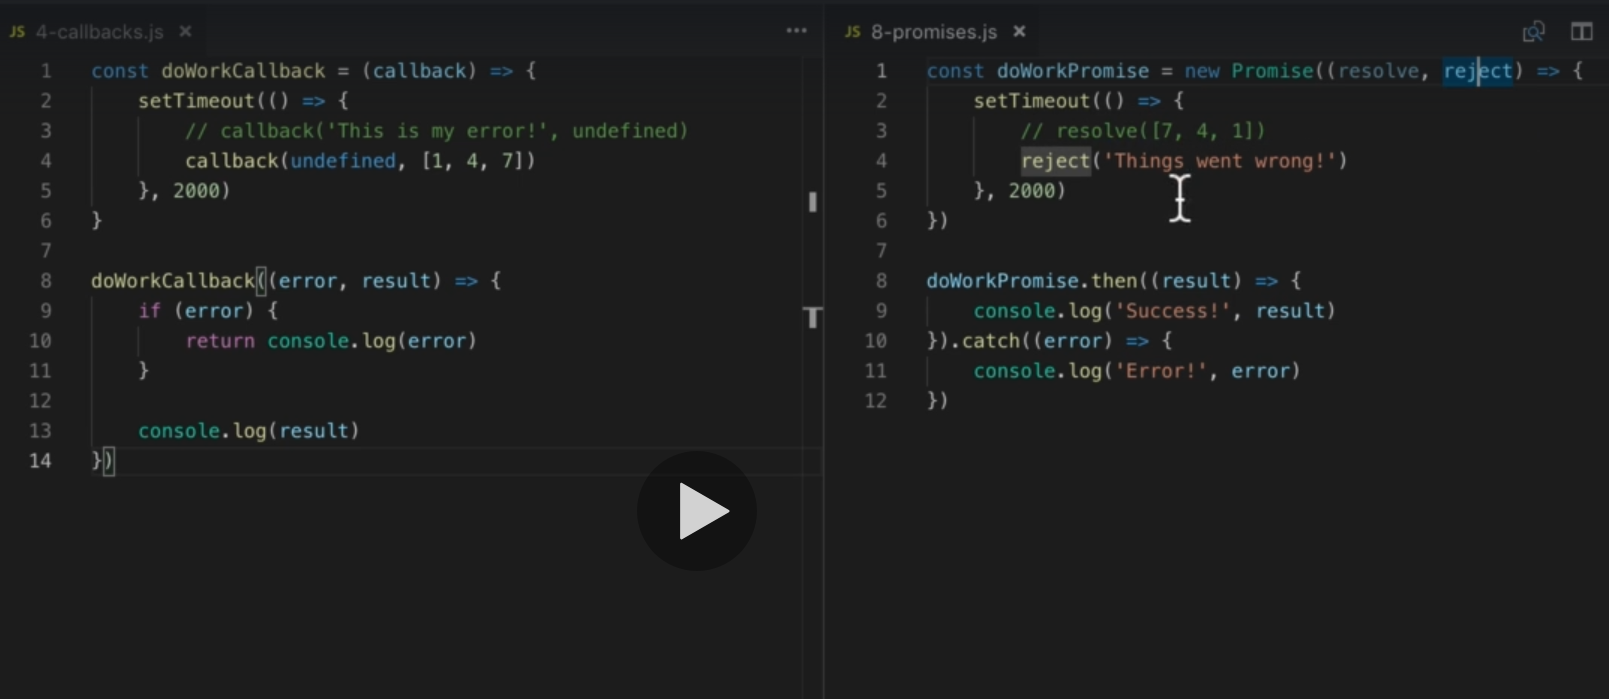 JS 4-callbacks.js ×
1 const doWorkCallback = (callback) => {
2 setTimeout(() => {
3 // callback('This is my error!', undefined)
4 callback(undefined, [1, 4, 7])
5 }, 2000)
6 }
7
8 doWorkCallback((error, result) => {
9 if (error) {
10 return console.log(error)
11 }
12
13 console.log(result)
14 })
JS 8-promises.js ×
1 const doWorkPromise = new Promise((resolve, reject) => {
2 setTimeout(() => {
3 // resolve([7, 4, 1])
4 reject('Things went wrong!')
5 }, 2000)
6 })
7
8 doWorkPromise.then((result) => {
9 console.log('Success!', result)
10 }).catch((error) => {
11 console.log('Error!', error)
12 })